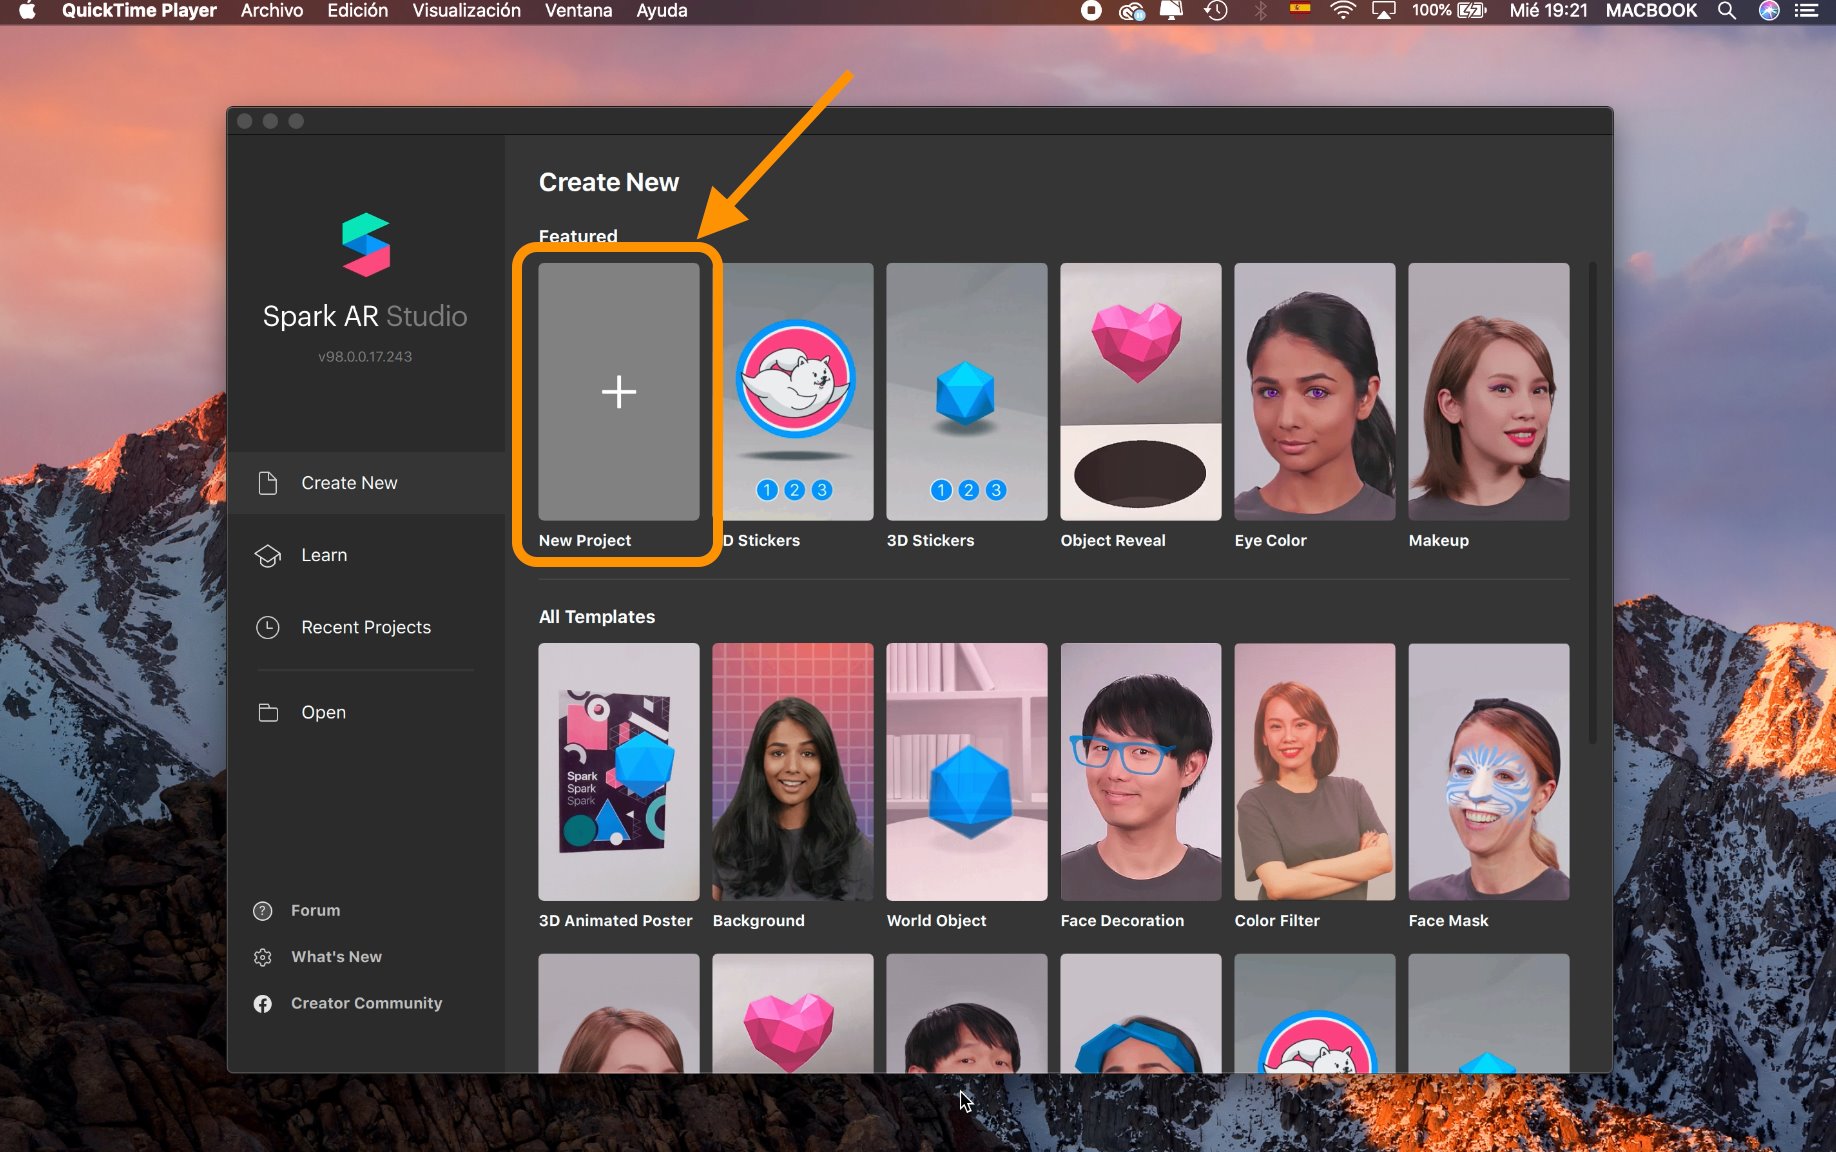 QuickTime Player Archivo Edición Visualización Ventana Ayuda 100% Mié 19:21 MACBOOK
Spark AR Studio
v98.0.0.17.243
Create New
Learn
Recent Projects
Open
Forum
What's New
Creator Community
Create New
Featured
1 2 3
1 2 3
New Project
D Stickers
3D Stickers
Object Reveal
Eye Color
Makeup
All Templates
Spark
Spark
Spark
3D Animated Poster
Background
World Object
Face Decoration
Color Filter
Face Mask